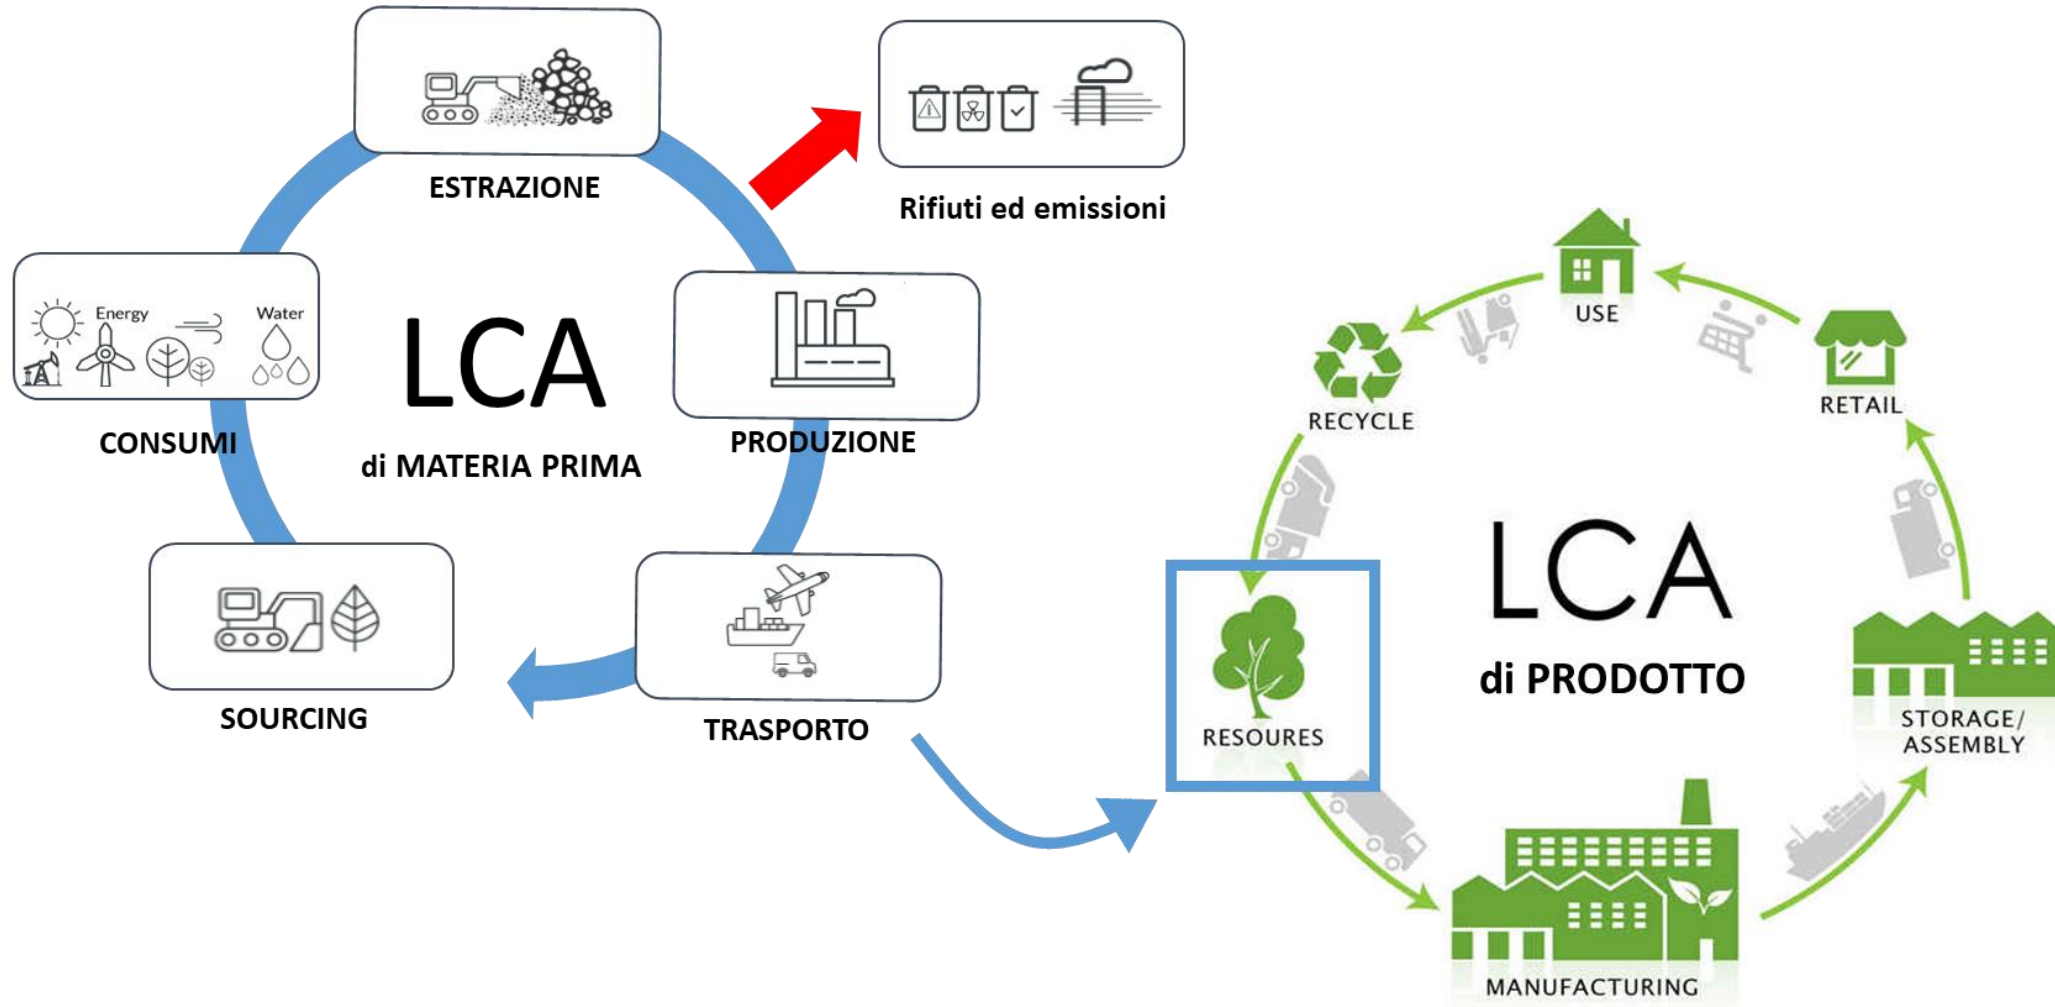 ESTRAZIONE
Rifiuti ed emissioni
Energy
Water
CONSUMI
LCA
di MATERIA PRIMA
PRODUZIONE
SOURCING
TRASPORTO
USE
RETAIL
RECYCLE
LCA
di PRODOTTO
RESOURES
STORAGE/
ASSEMBLY
MANUFACTURING